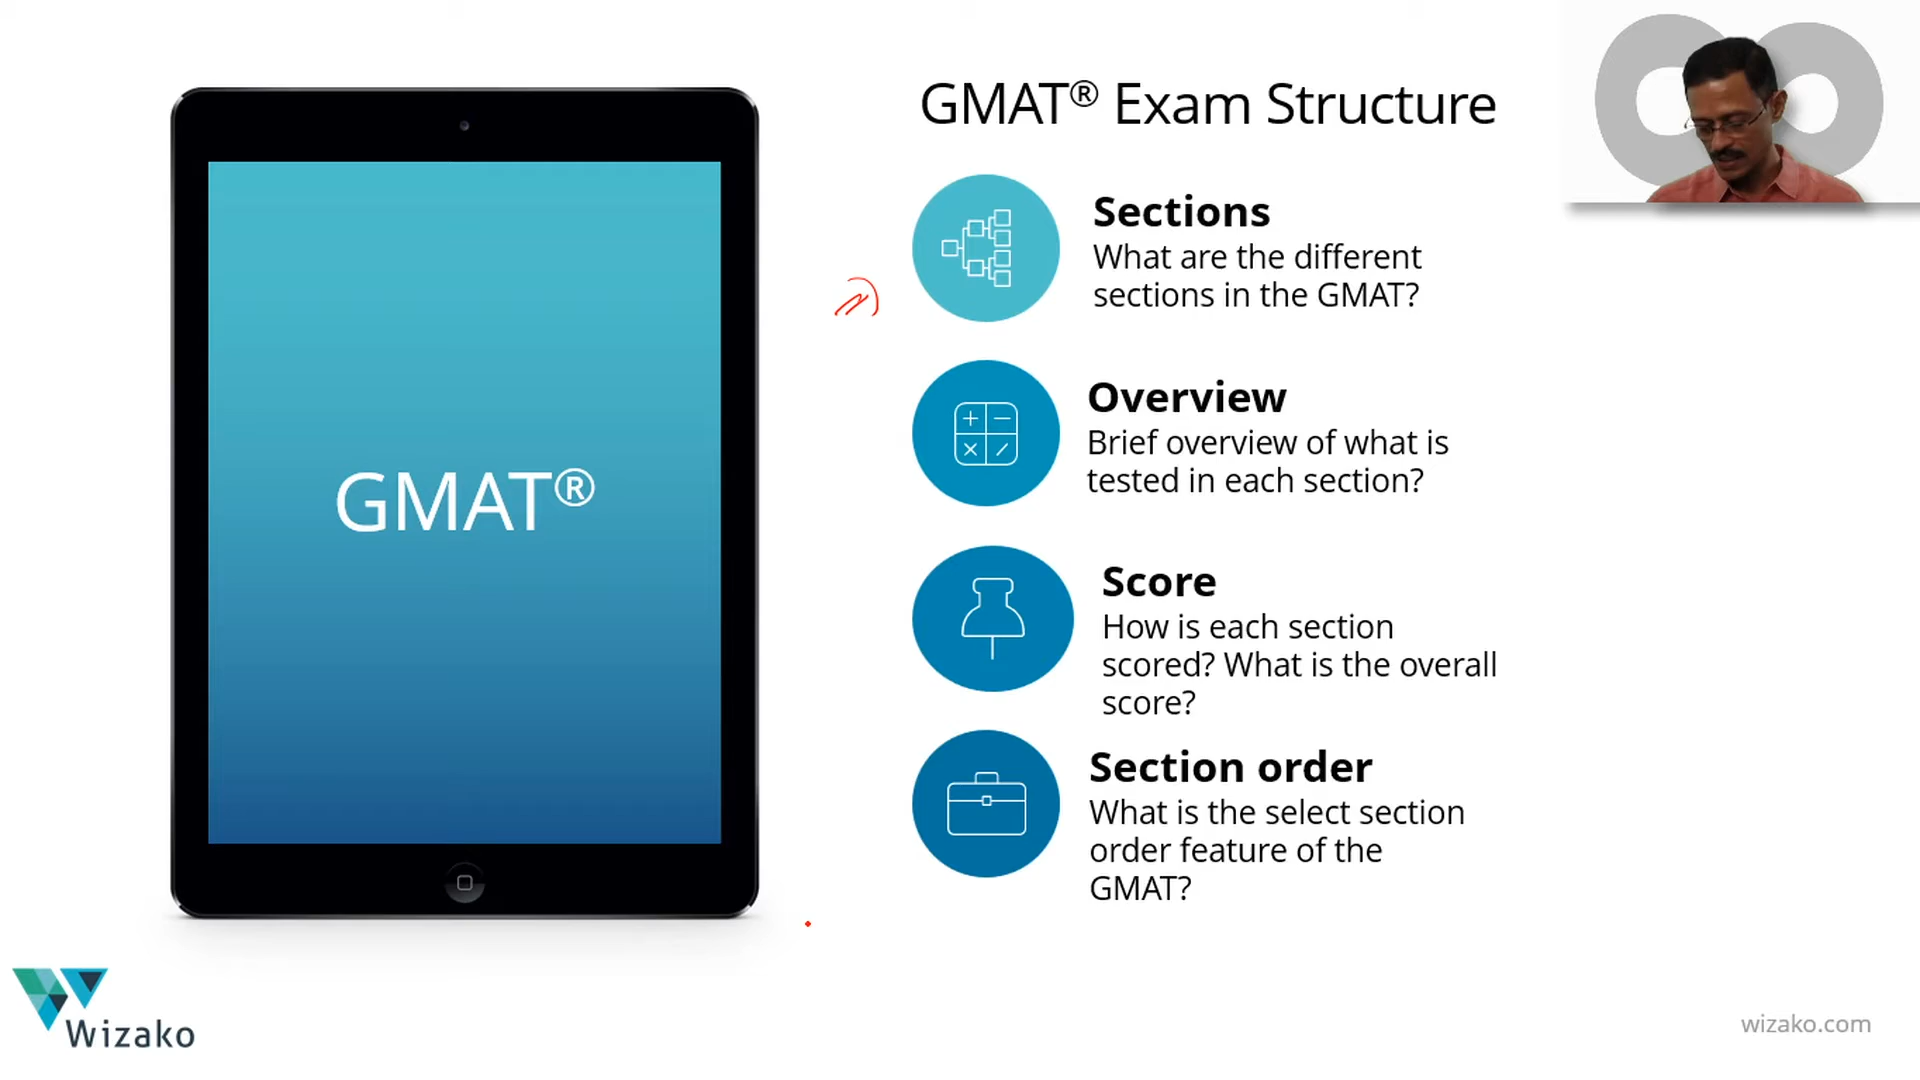 GMAT® Exam Structure
Sections
What are the different
sections in the GMAT?
Overview
Brief overview of what is
tested in each section?
Score
How is each section
scored? What is the overall
score?
Section order
What is the select section
order feature of the
GMAT?
GMAT®
Wizako
wizako.com